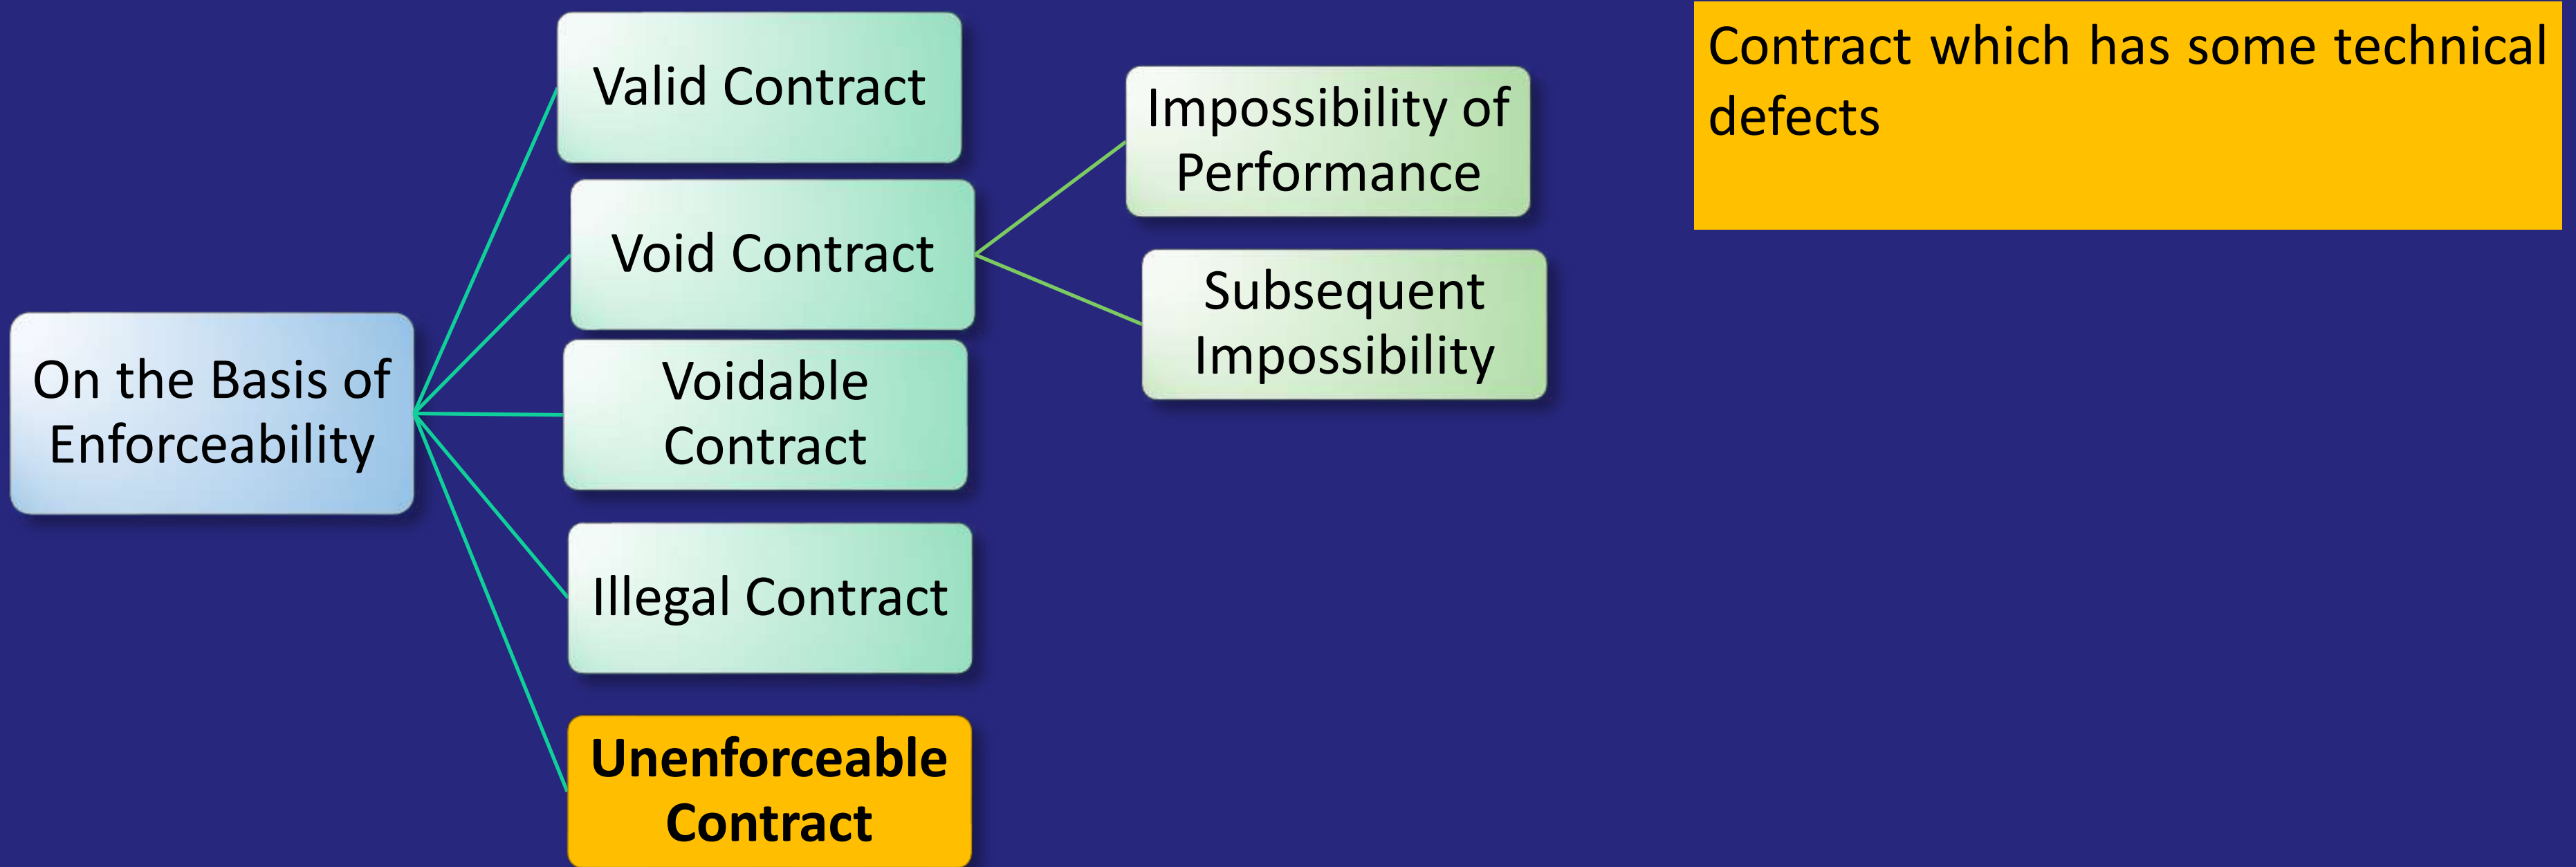 On the Basis of
Enforceability
Valid Contract
Void Contract
Voidable
Contract
Illegal Contract
Unenforceable
Contract
Impossibility of
Performance
Subsequent
Impossibility
Contract which has some technical
defects